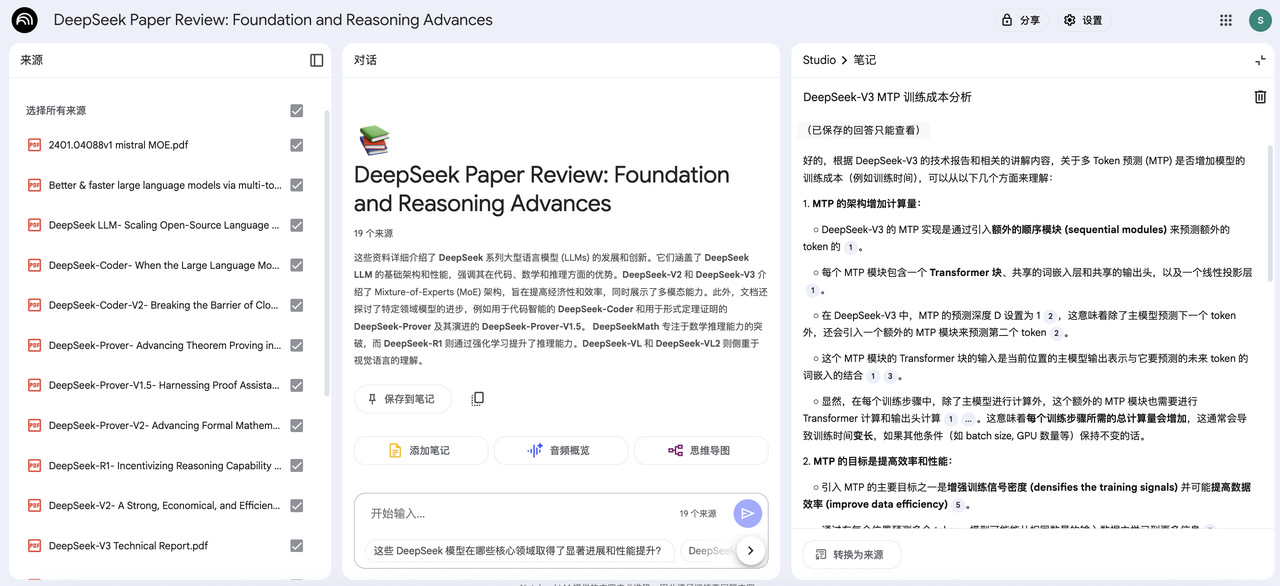 DeepSeek Paper Review: Foundation and Reasoning Advances
分享
设置
S
来源
选择所有来源
PDF 2401.04088v1 mistral MOE.pdf
PDF Better & faster large language models via multi-to...
PDF DeepSeek LLM- Scaling Open-Source Language ...
PDF DeepSeek-Coder- When the Large Language Mo...
PDF DeepSeek-Coder-V2- Breaking the Barrier of Clo...
PDF DeepSeek-Prover- Advancing Theorem Proving in...
PDF DeepSeek-Prover-V1.5- Harnessing Proof Assista...
PDF DeepSeek-Prover-V2- Advancing Formal Mathem...
PDF DeepSeek-R1- Incentivizing Reasoning Capability ...
PDF DeepSeek-V2- A Strong, Economical, and Efficien...
PDF DeepSeek-V3 Technical Report.pdf
对话
DeepSeek Paper Review: Foundation
and Reasoning Advances
19 个来源
这些资料详细介绍了 DeepSeek 系列大型语言模型 (LLMs) 的发展和创新。它们涵盖了 DeepSeek
LLM 的基础架构和性能，强调其在代码、数学和推理方面的优势。DeepSeek-V2 和 DeepSeek-V3 介
绍了 Mixture-of-Experts (MoE) 架构，旨在提高经济性和效率，同时展示了多模态能力。此外，文档还
探讨了特定领域模型的进步，例如用于代码智能的 DeepSeek-Coder 和用于形式定理证明的
DeepSeek-Prover 及其演进的 DeepSeek-Prover-V1.5。 DeepSeekMath 专注于数学推理能力的突
破，而 DeepSeek-R1 则通过强化学习提升了推理能力。DeepSeek-VL 和 DeepSeek-VL2 则侧重于
视觉语言的理解。
保存到笔记
添加笔记
音频概览
思维导图
开始输入...
19 个来源
这些 DeepSeek 模型在哪些核心领域取得了显著进展和性能提升?
DeepSeek
Studio > 笔记
DeepSeek-V3 MTP 训练成本分析
（已保存的回答只能查看）
好的，根据 DeepSeek-V3 的技术报告和相关的讲解内容，关于多 Token 预测 (MTP) 是否增加模型的
训练成本（例如训练时间），可以从以下几个方面来理解：
1. MTP 的架构增加计算量：
○ DeepSeek-V3 的 MTP 实现是通过引入额外的顺序模块 (sequential modules) 来预测额外的
token 的 1 。
○ 每个 MTP 模块包含一个 Transformer 块、共享的词嵌入层和共享的输出头，以及一个线性投影层
1 。
○ 在 DeepSeek-V3 中，MTP 的预测深度 D 设置为 1 2 ，这意味着除了主模型预测下一个 token
外，还会引入一个额外的 MTP 模块来预测第二个 token 2 。
○ 这个 MTP 模块的 Transformer 块的输入是当前位置的主模型输出表示与它要预测的未来 token 的
词嵌入的结合 1 3 。
○ 显然，在每个训练步骤中，除了主模型进行计算外，这个额外的 MTP 模块也需要进行
Transformer 计算和输出头计算 1 ... 。这意味着每个训练步骤所需的总计算量会增加，这通常会导
致训练时间变长，如果其他条件（如 batch size, GPU 数量等）保持不变的话。
2. MTP 的目标是提高效率和性能：
○ 引入 MTP 的主要目标之一是增强训练信号密度 (densifies the training signals) 并可能提高数据
效率 (improve data efficiency) 5 。
转换为来源